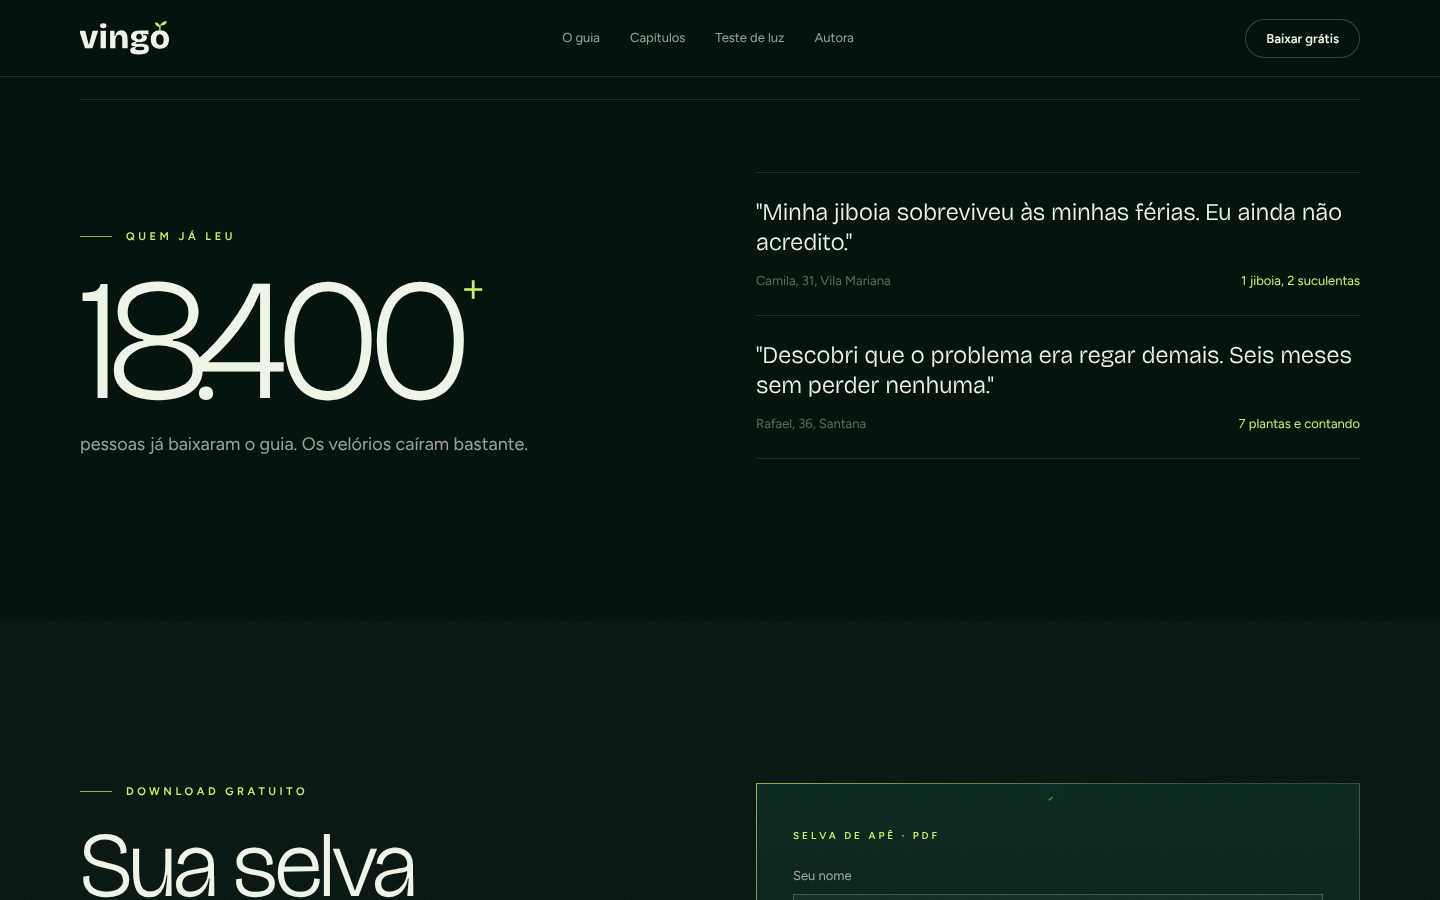 vingo
O guia
Capítulos
Teste de luz
Autora
Baixar grátis
QUEM JÁ LEU
18.400+
pessoas já baixaram o guia. Os velórios caíram bastante.
"Minha jiboia sobreviveu às minhas férias. Eu ainda não
acredito."
Camila, 31, Vila Mariana
1 jiboia, 2 suculentas
"Descobri que o problema era regar demais. Seis meses
sem perder nenhuma."
Rafael, 36, Santana
7 plantas e contando
DOWNLOAD GRATUITO
Sua selva
SELVA DE APÊ · PDF
Seu nome